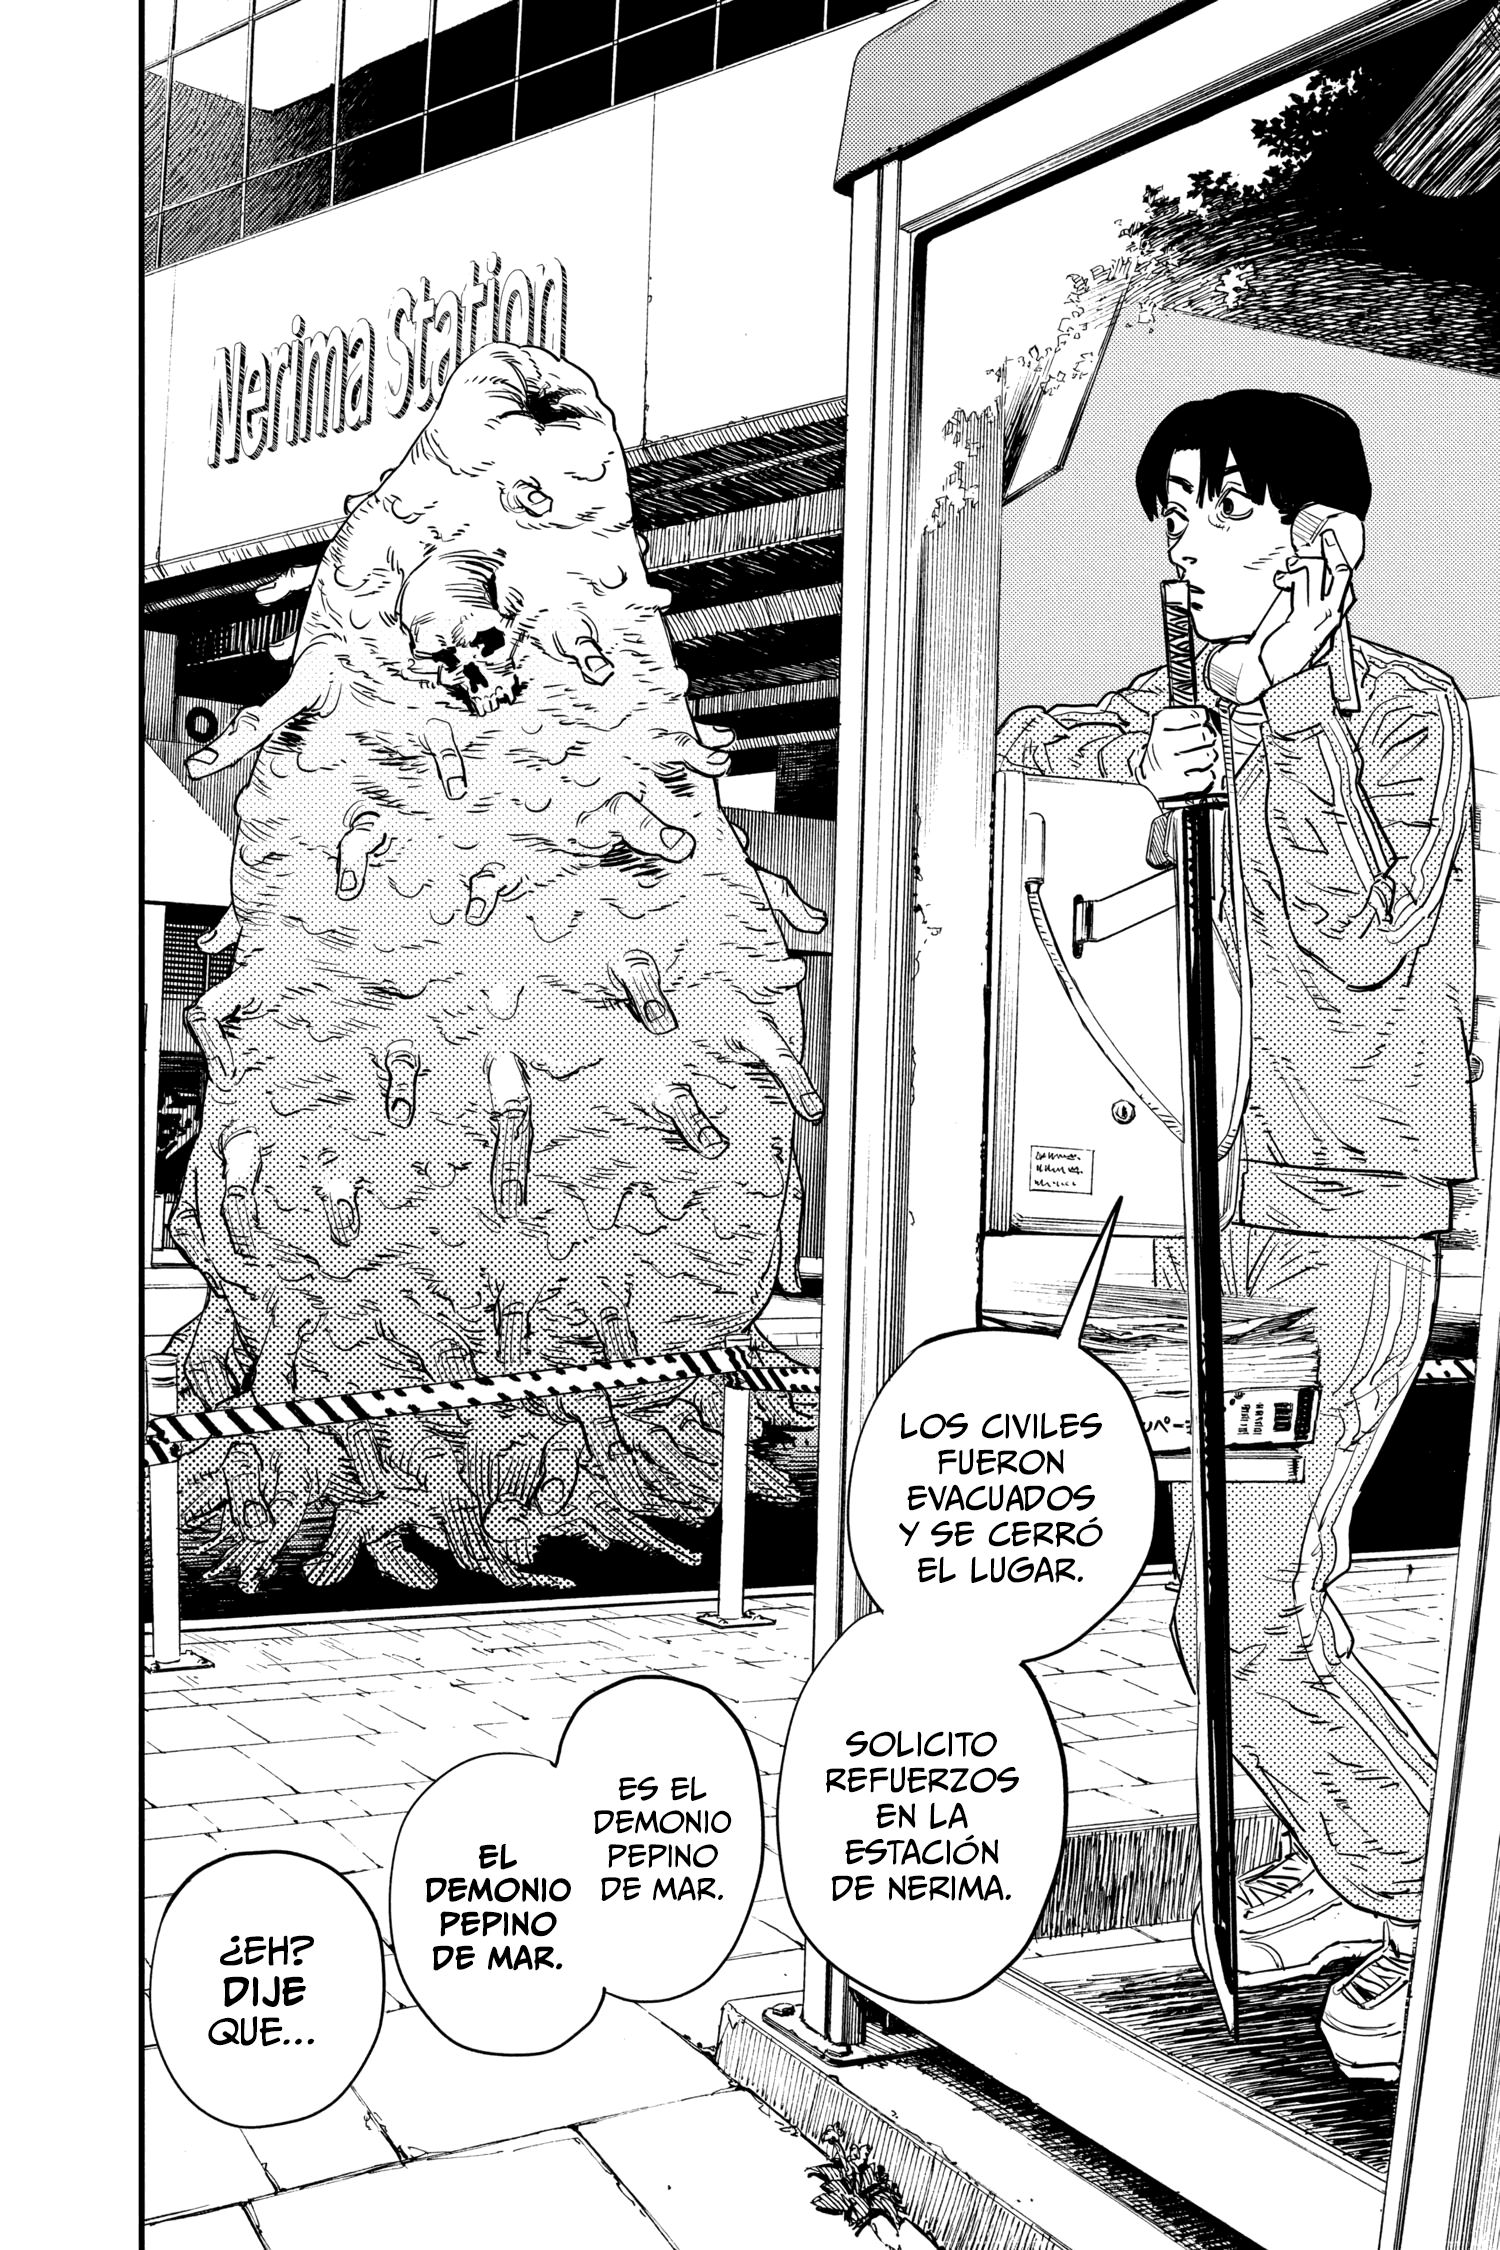 Nerima Station
LOS CIVILES
FUERON
EVACUADOS
Y SE CERRÓ
EL LUGAR.
SOLICITO
REFUERZOS
EN LA
ESTACIÓN
DE NERIMA.
ES EL
DEMONIO
PEPINO
DE MAR.
EL
DEMONIO
PEPINO
DE MAR.
¿EH?
DIJE
QUE...